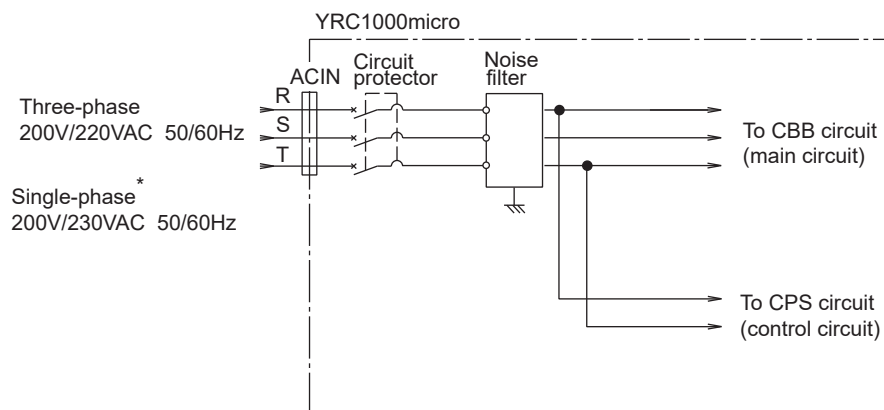 YRC1000micro
ACIN
Circuit
protector
Noise
filter
R
S
T
Three-phase
200V/220VAC 50/60Hz
Single-phase*
200V/230VAC 50/60Hz
To CBB circuit
(main circuit)
To CPS circuit
(control circuit)